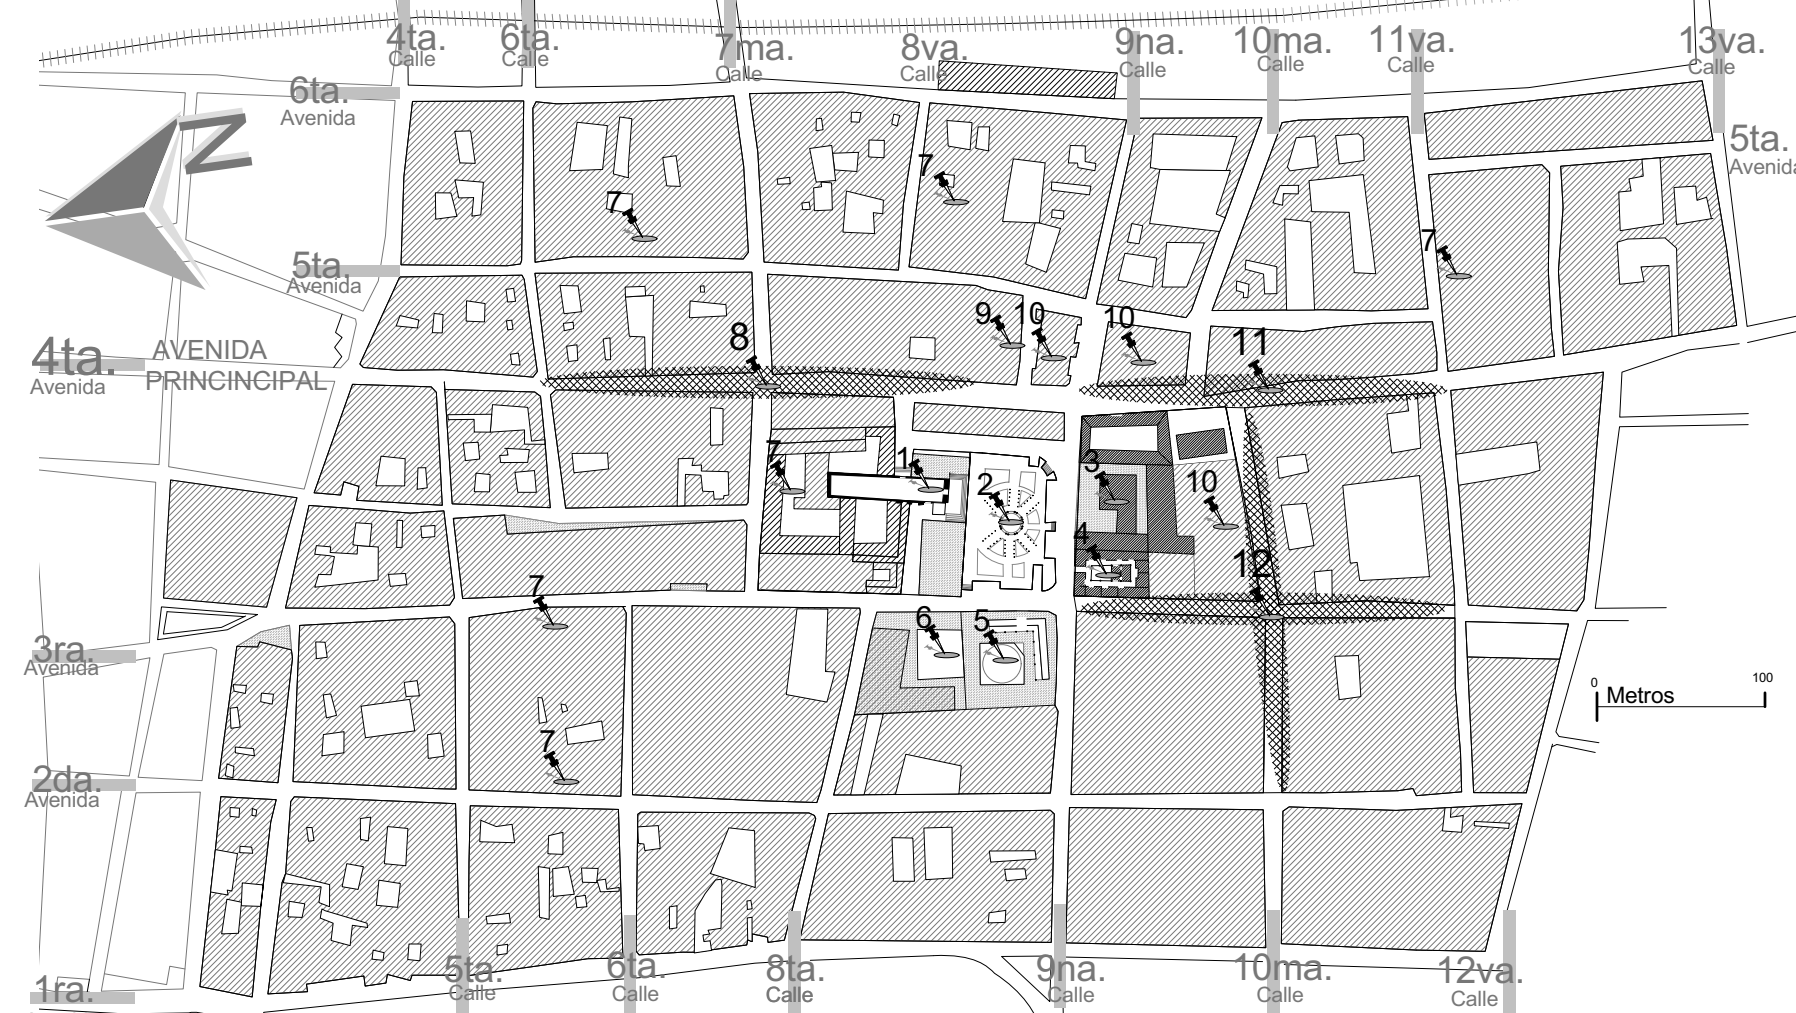 4ta.
Calle
6ta.
Calle
7ma.
Calle
8va.
Calle
9na.
Calle
10ma.
Calle
11va.
Calle
13va.
Calle
6ta.
Avenida
N
5ta.
Avenida
7
7
7
5ta.
Avenida
4ta.
Avenida
AVENIDA
PRINCINCIPAL
8
9
10
10
11
7
1
2
3
10
4
12
7
6
5
3ra.
Avenida
0
100
Metros
7
2da.
Avenida
1ra.
5ta.
Calle
6ta.
Calle
8ta.
Calle
9na.
Calle
10ma.
Calle
12va.
Calle